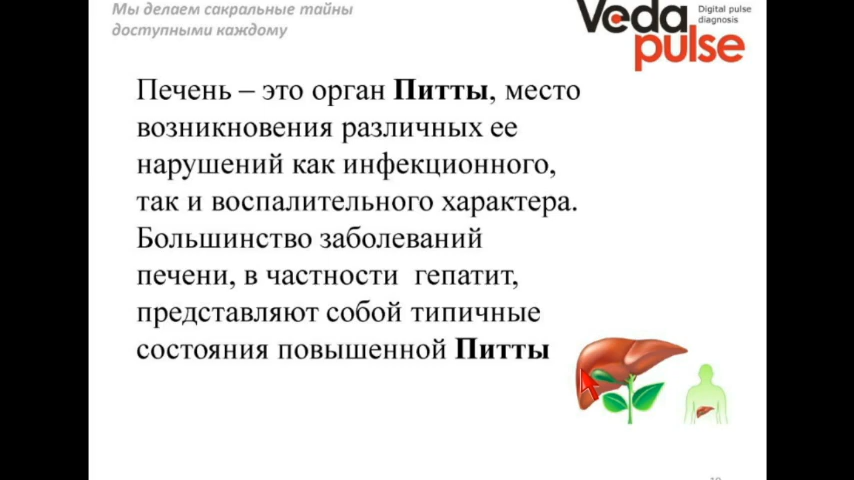 Мы делаем сакральные тайны
доступными каждому
Veda
pulse
Digital pulse
diagnosis
Печень – это орган Питты, место
возникновения различных ее
нарушений как инфекционного,
так и воспалительного характера.
Большинство заболеваний
печени, в частности  гепатит,
представляют собой типичные
состояния повышенной Питты